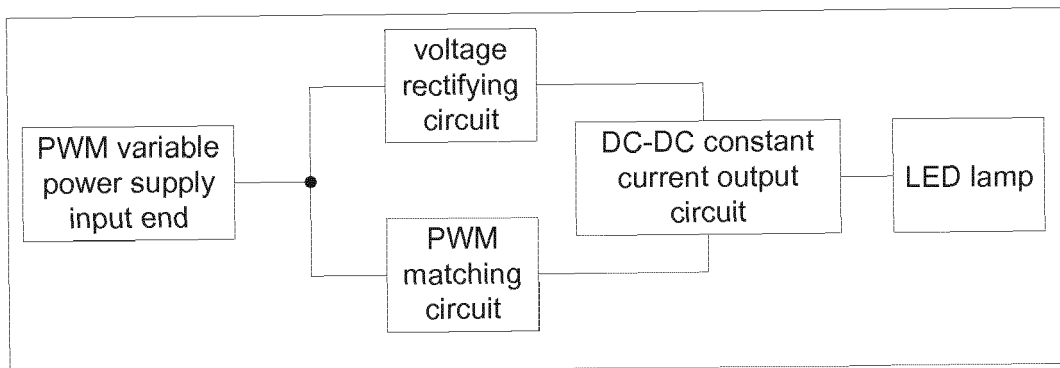 voltage
rectifying
circuit
PWM variable
power supply
input end
DC-DC constant
current output
circuit
LED lamp
PWM
matching
circuit